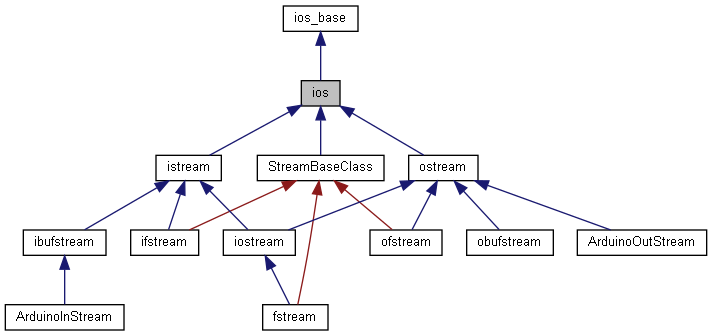 ios_base
ios
istream
StreamBaseClass
ostream
ibufstream
ifstream
iostream
ofstream
obufstream
ArduinoOutStream
ArduinoInStream
fstream